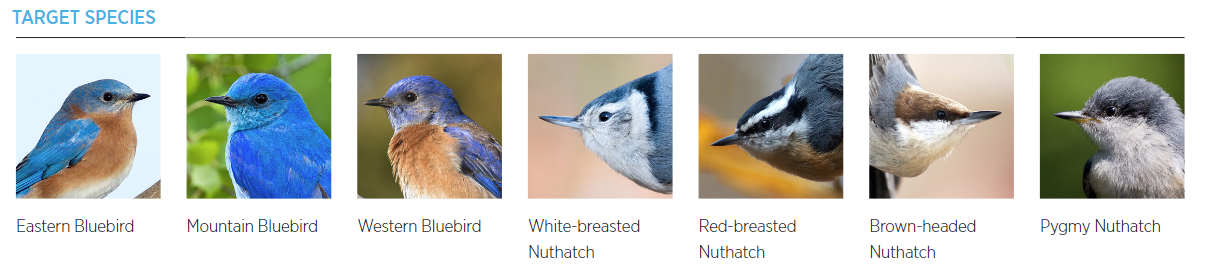 TARGET SPECIES
Eastern Bluebird
Mountain Bluebird
Western Bluebird
White-breasted
Nuthatch
Red-breasted
Nuthatch
Brown-headed
Nuthatch
Pygmy Nuthatch